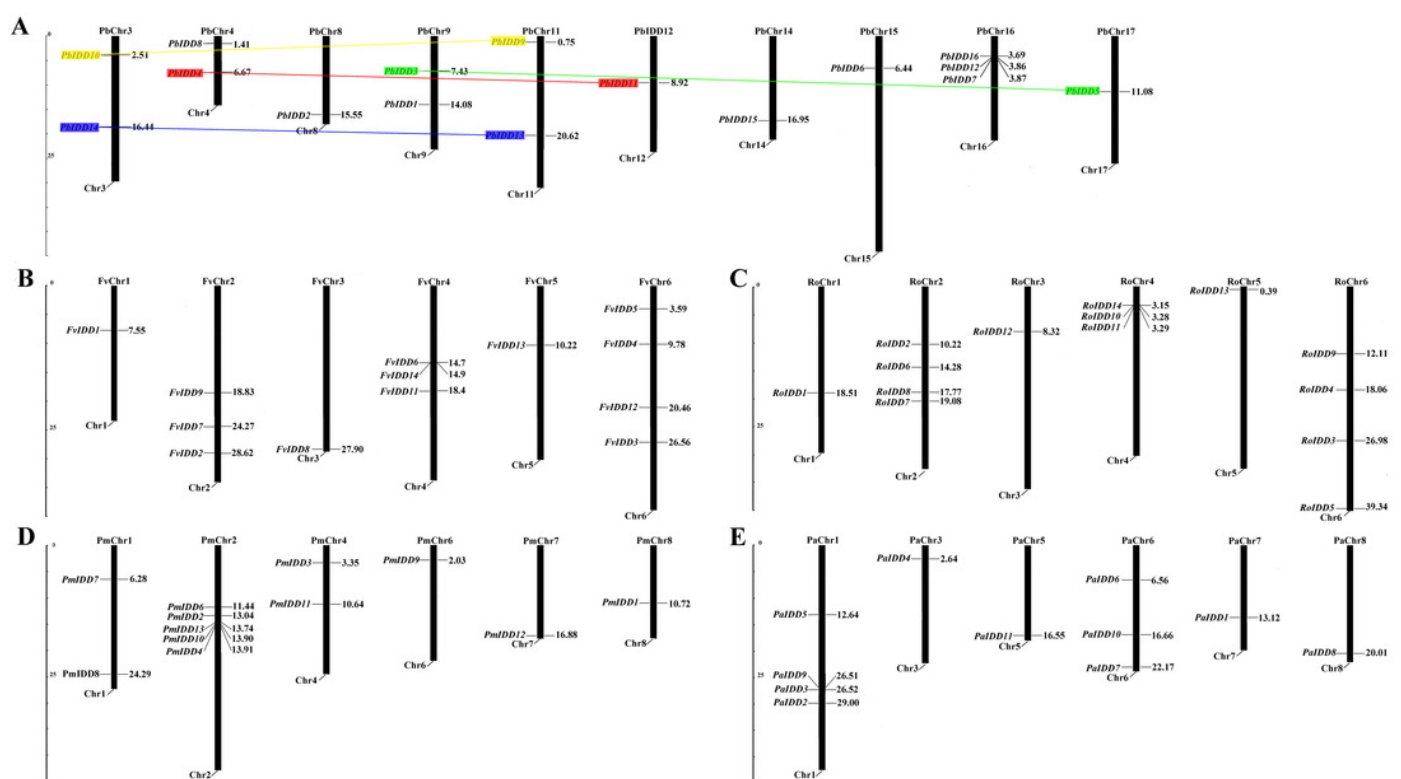 A
PbChr3 PbChr4 PbChr8 PbChr9 PbChr11 PbIDD12 PbChr14 PbChr15 PbChr16 PbChr17
0
PbIDD10 2.51
PbIDD14 16.44
25
Chr3
PbIDD8 1.41
PbIDD4 6.67
Chr4
PbIDD2 15.55
Chr8
PbIDD3 7.43
PbIDD1 14.08
Chr9
PbIDD9 0.75
PbIDD13 20.62
Chr11
PbIDD11 8.92
Chr12
PbIDD15 16.95
Chr14
PbIDD6 6.44
Chr15
PbIDD16 3.69
PbIDD12 3.86
PbIDD7 3.87
Chr16
PbIDD5 11.08
Chr17
B
FvChr1 FvChr2 FvChr3 FvChr4 FvChr5 FvChr6
0
25
FvIDD1 7.55
Chr1
FvIDD9 18.83
FvIDD7 24.27
FvIDD2 28.62
Chr2
FvIDD8 27.90
Chr3
FvIDD6 14.7
FvIDD14 14.9
FvIDD11 18.4
Chr4
FvIDD13 10.22
Chr5
FvIDD5 3.59
FvIDD4 9.78
FvIDD12 20.46
FvIDD3 26.56
Chr6
C
RoChr1 RoChr2 RoChr3 RoChr4 RoChr5 RoChr6
0
25
RoIDD1 18.51
Chr1
RoIDD2 10.22
RoIDD6 14.28
RoIDD8 17.77
RoIDD7 19.08
Chr2
RoIDD12 8.32
Chr3
RoIDD14 3.15
RoIDD10 3.28
RoIDD11 3.29
Chr4
RoIDD13 0.39
Chr5
RoIDD9 12.11
RoIDD4 18.06
RoIDD3 26.98
RoIDD5 39.34
Chr6
D
PmChr1 PmChr2 PmChr4 PmChr6 PmChr7 PmChr8
0
25
PmIDD7 6.28
PmIDD8 24.29
Chr1
PmIDD6 11.44
PmIDD2 13.04
PmIDD13 13.74
PmIDD10 13.90
PmIDD4 13.91
Chr2
PmIDD3 3.35
PmIDD11 10.64
Chr4
PmIDD9 2.03
Chr6
PmIDD12 16.88
Chr7
PmIDD1 10.72
Chr8
E
PaChr1 PaChr3 PaChr5 PaChr6 PaChr7 PaChr8
0
25
PaIDD5 12.64
PaIDD9 26.51
PaIDD3 26.52
PaIDD2 29.00
Chr1
PaIDD4 2.64
Chr3
PaIDD11 16.55
Chr5
PaIDD6 6.56
PaIDD10 16.66
PaIDD7 22.17
Chr6
PaIDD1 13.12
Chr7
PaIDD8 20.01
Chr8